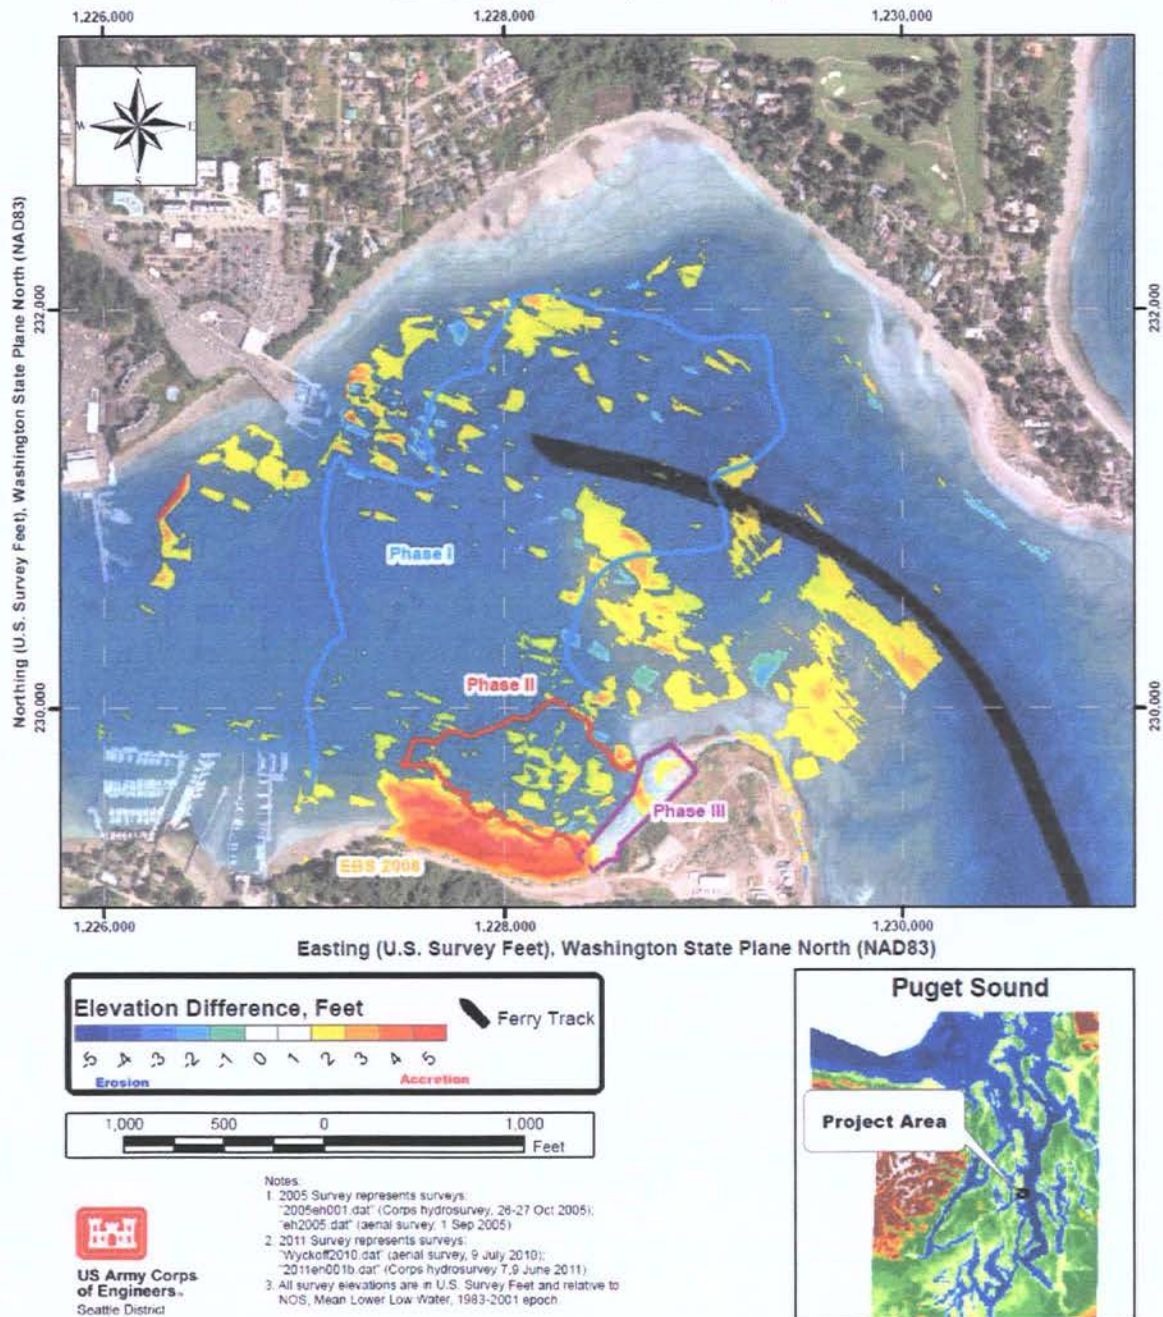 1,226,000
1,228,000
1,230,000
N
W
E
S
232,000
232,000
Northing (U.S. Survey Feet), Washington State Plane North (NAD83)
Phase I
Phase II
230,000
230,000
Phase III
EBS 2008
1,226,000
1,228,000
1,230,000
Easting (U.S. Survey Feet), Washington State Plane North (NAD83)
Elevation Difference, Feet
Ferry Track
-5 -4 -3 -2 -1 0 1 2 3 4 5
Erosion
Accretion
1,000 500 0 1,000
Feet
Notes:
1. 2005 Survey represents surveys:
"2005eh001.dat" (Corps hydrosurvey, 26-27 Oct 2005);
"eh2005.dat" (aerial survey, 1 Sep 2005)
2. 2011 Survey represents surveys:
"Wyckoff2010.dat" (aerial survey, 9 July 2010);
"2011eh001b.dat" (Corps hydrosurvey 7,9 June 2011)
3. All survey elevations are in U.S. Survey Feet and relative to
NOS, Mean Lower Low Water, 1983-2001 epoch.
US Army Corps
of Engineers
Seattle District
Puget Sound
Project Area